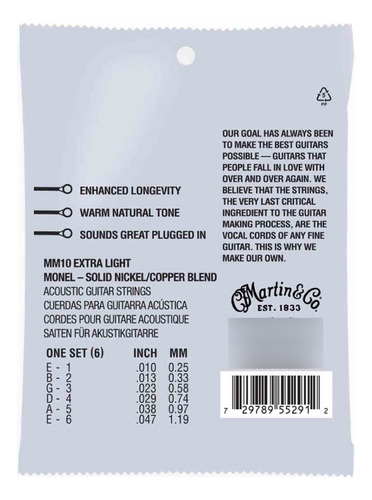 5
PP
OUR GOAL HAS ALWAYS BEEN
TO MAKE THE BEST GUITARS
POSSIBLE — GUITARS THAT
PEOPLE FALL IN LOVE WITH
OVER AND OVER AGAIN. WE
BELIEVE THAT THE STRINGS,
THE VERY LAST CRITICAL
INGREDIENT TO THE GUITAR
MAKING PROCESS, ARE THE
VOCAL CORDS OF ANY FINE
GUITAR. THIS IS WHY WE
MAKE OUR OWN.
ENHANCED LONGEVITY
WARM NATURAL TONE
SOUNDS GREAT PLUGGED IN
MM10 EXTRA LIGHT
MONEL – SOLID NICKEL/COPPER BLEND
ACOUSTIC GUITAR STRINGS
CUERDAS PARA GUITARRA ACÚSTICA
CORDES POUR GUITARE ACOUSTIQUE
SAITEN FÜR AKUSTIKGITARRE
ONE SET (6) INCH MM
E - 1 .010 0.25
B - 2 .013 0.33
G - 3 .023 0.58
D - 4 .029 0.74
A - 5 .038 0.97
E - 6 .047 1.19
Martin & Co.
EST. 1833
7 29789 55291 2